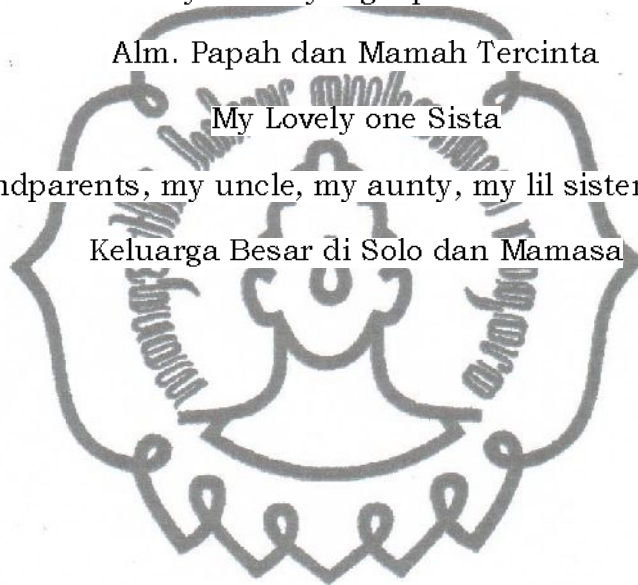 Alm. Papah dan Mamah Tercinta
My Lovely one Sista
ndparents, my uncle, my aunty, my lil sister
Keluarga Besar di Solo dan Mamasa